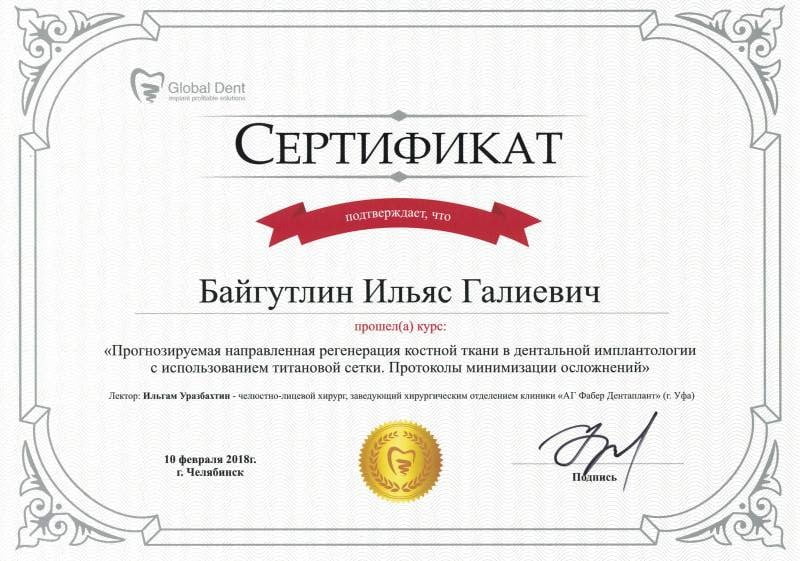 Global Dent
implant profitable solutions
СЕРТИФИКАТ
подтверждает, что
Байгутлин Ильяс Галиевич
прошел(а) курс:
«Прогнозируемая направленная регенерация костной ткани в дентальной имплантологии
с использованием титановой сетки. Протоколы минимизации осложнений»
Лектор: Ильгам Уразбахтин - челюстно-лицевой хирург, заведующий хирургическим отделением клиники «АГ Фабер Дентаплант» (г. Уфа)
10 февраля 2018г.
г. Челябинск
Подпись